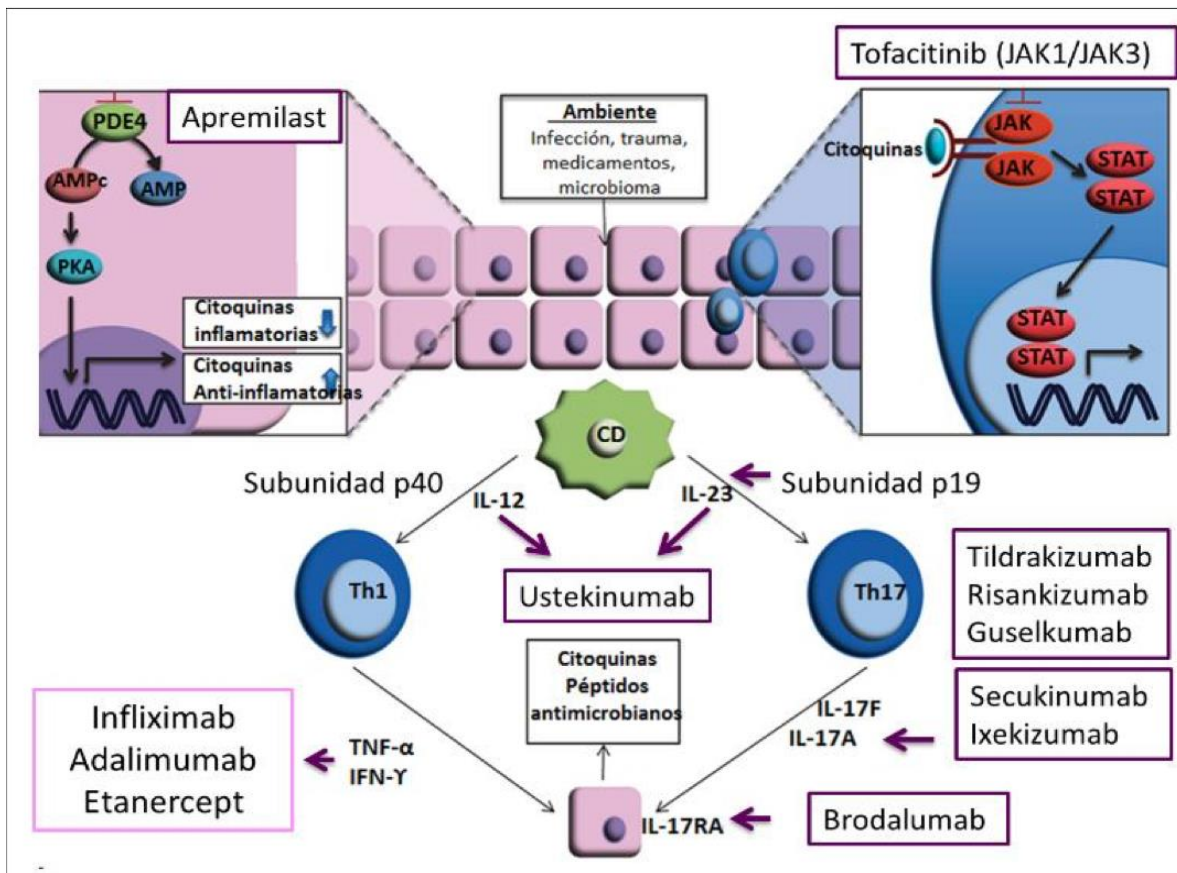 Tofacitinib (JAK1/JAK3)
PDE4
Apremilast
AMPc
AMP
PKA
Citoquinas
inflamatorias
Citoquinas
Anti-inflamatorias
Ambiente
Infección, trauma,
medicamentos,
microbioma
Citoquinas
JAK
JAK
STAT
STAT
STAT
STAT
CD
Subunidad p40
IL-12
IL-23
Subunidad p19
Th1
Ustekinumab
Th17
Tildrakizumab
Risankizumab
Guselkumab
Citoquinas
Péptidos
antimicrobianos
Infliximab
Adalimumab
Etanercept
TNF-α
IFN-ϒ
IL-17F
IL-17A
Secukinumab
Ixekizumab
IL-17RA
Brodalumab